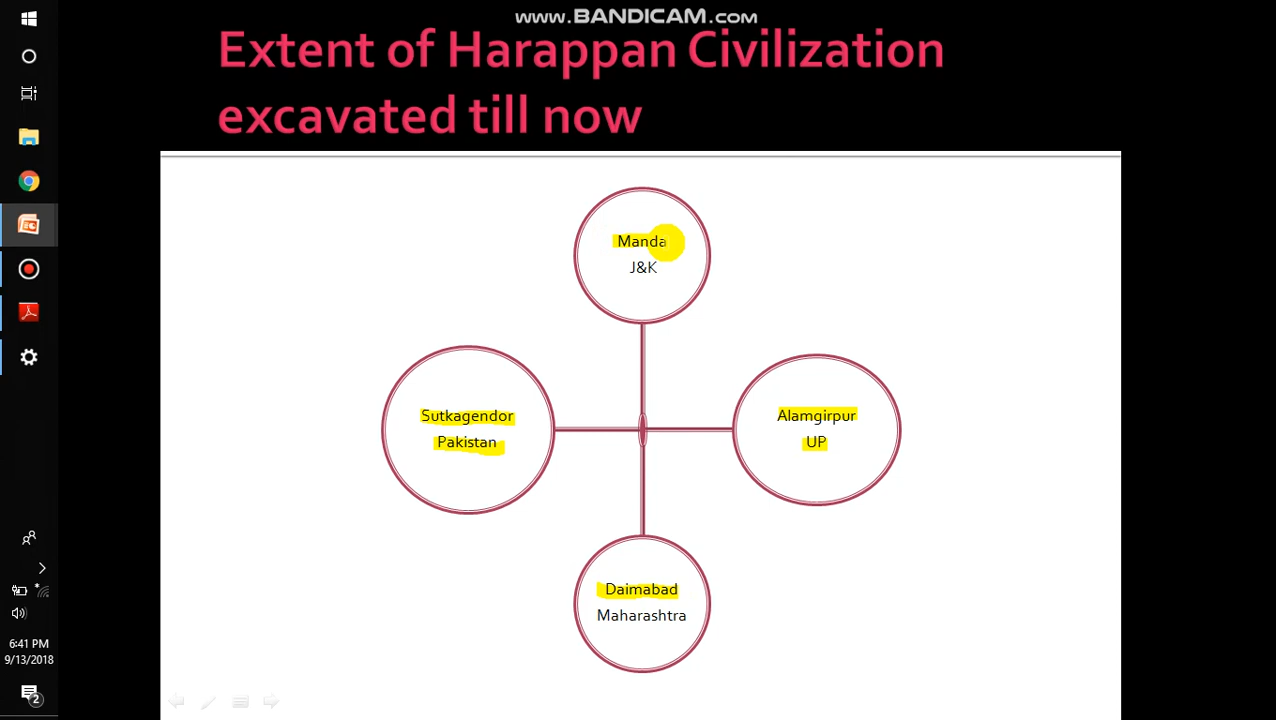 www.BANDICAM.com
Extent of Harappan Civilization
excavated till now
Manda
J&K
Sutkagendor
Pakistan
Alamgirpur
UP
Daimabad
Maharashtra
6:41 PM
9/13/2018
2